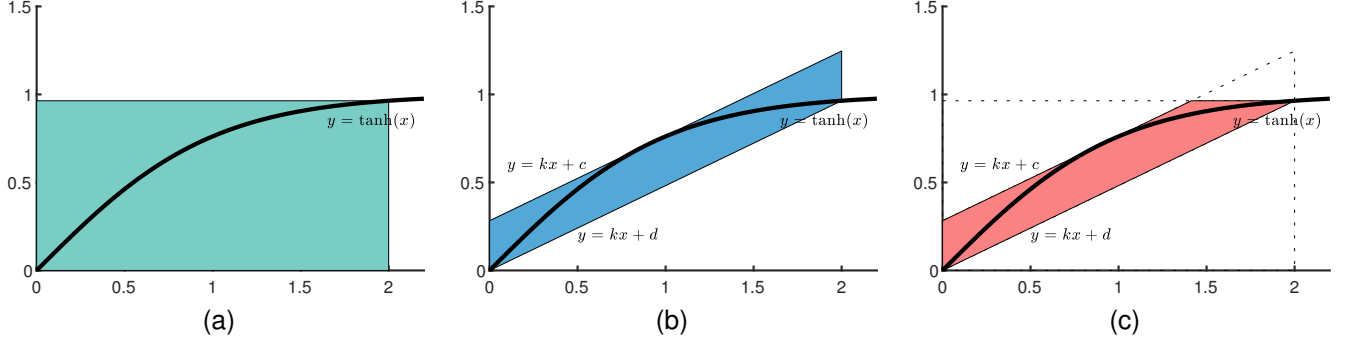 1.5
1
0.5
0
0 0.5 1 1.5 2
y = tanh(x)
(a)
1.5
1
0.5
0
0 0.5 1 1.5 2
y = kx + c
y = tanh(x)
y = kx + d
(b)
1.5
1
0.5
0
0 0.5 1 1.5 2
y = kx + c
y = tanh(x)
y = kx + d
(c)